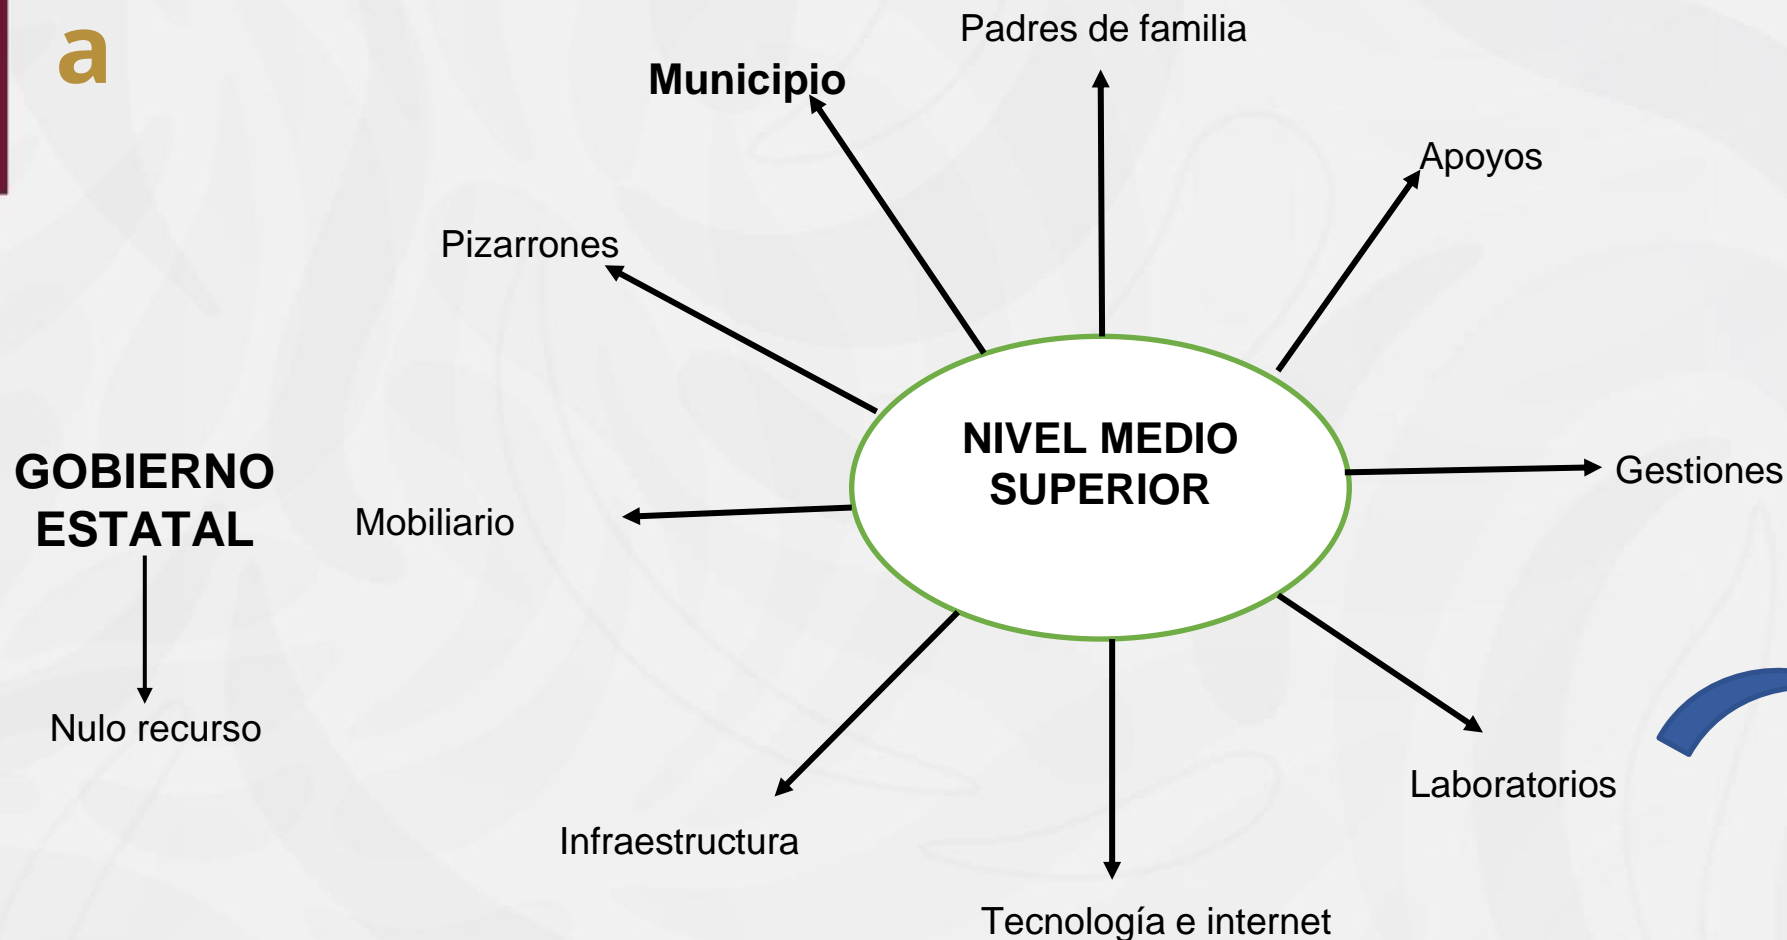 a
Padres de familia
Municipio
Apoyos
Pizarrones
NIVEL MEDIO
SUPERIOR
Gestiones
GOBIERNO
ESTATAL
Mobiliario
Nulo recurso
Laboratorios
Infraestructura
Tecnología e internet